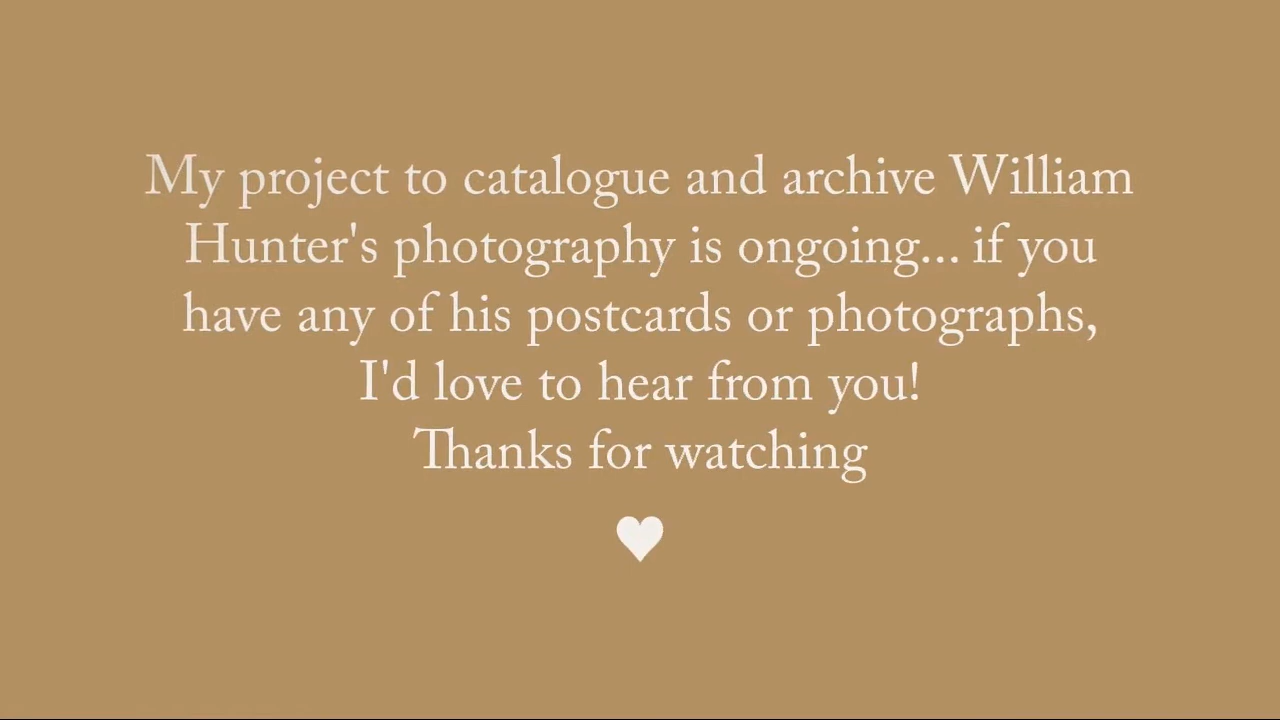 My project to catalogue and archive William
Hunter's photography is ongoing... if you
have any of his postcards or photographs,
I'd love to hear from you!
Thanks for watching
♥